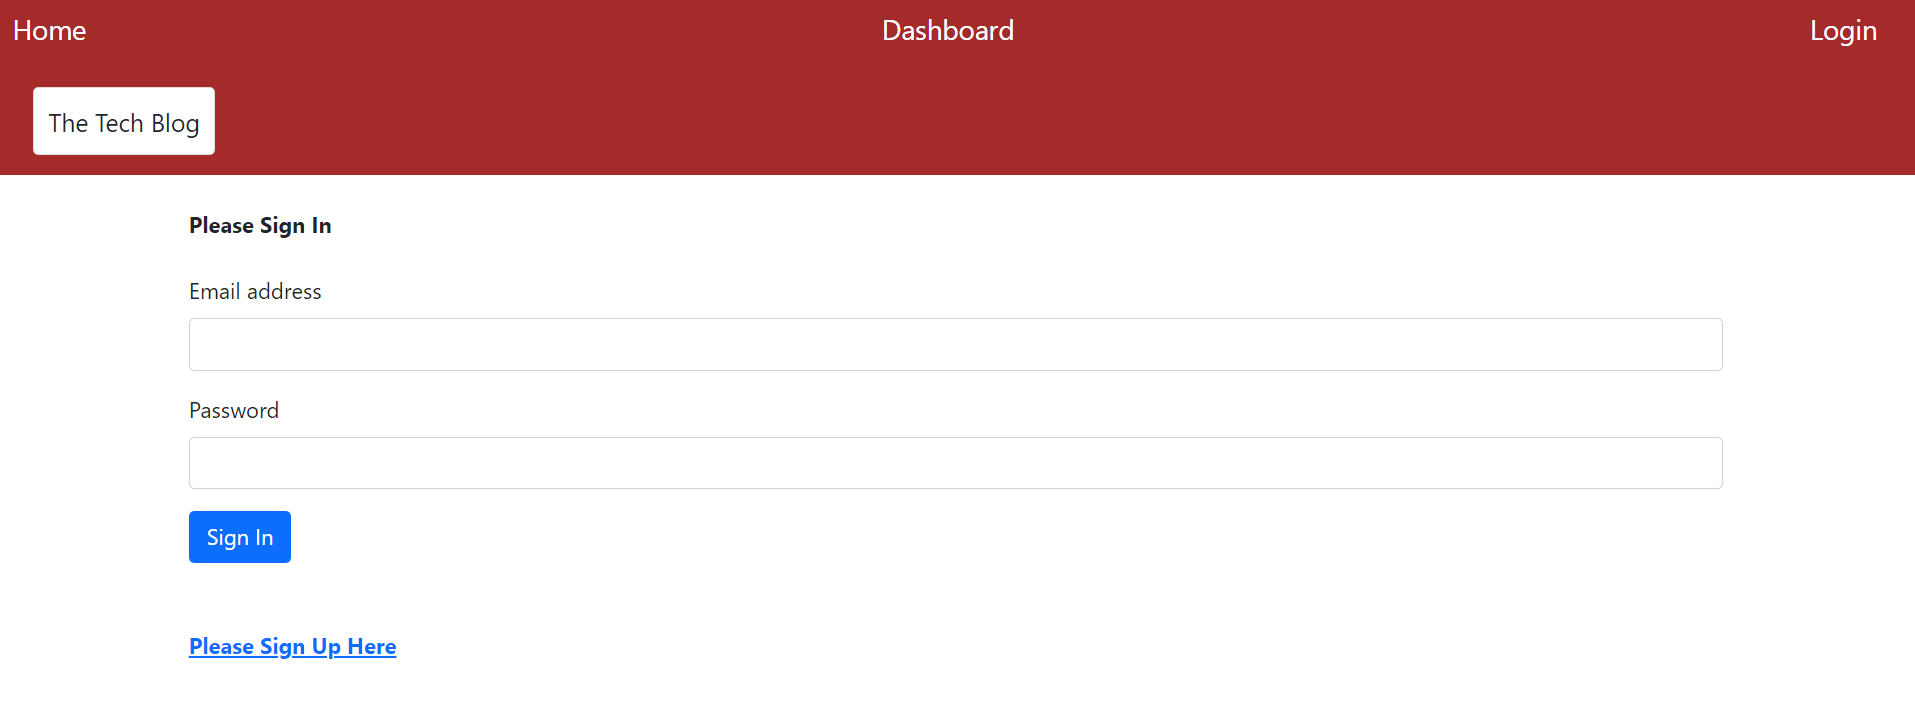 Home Dashboard Login
The Tech Blog
Please Sign In
Email address
Password
Sign In
Please Sign Up Here